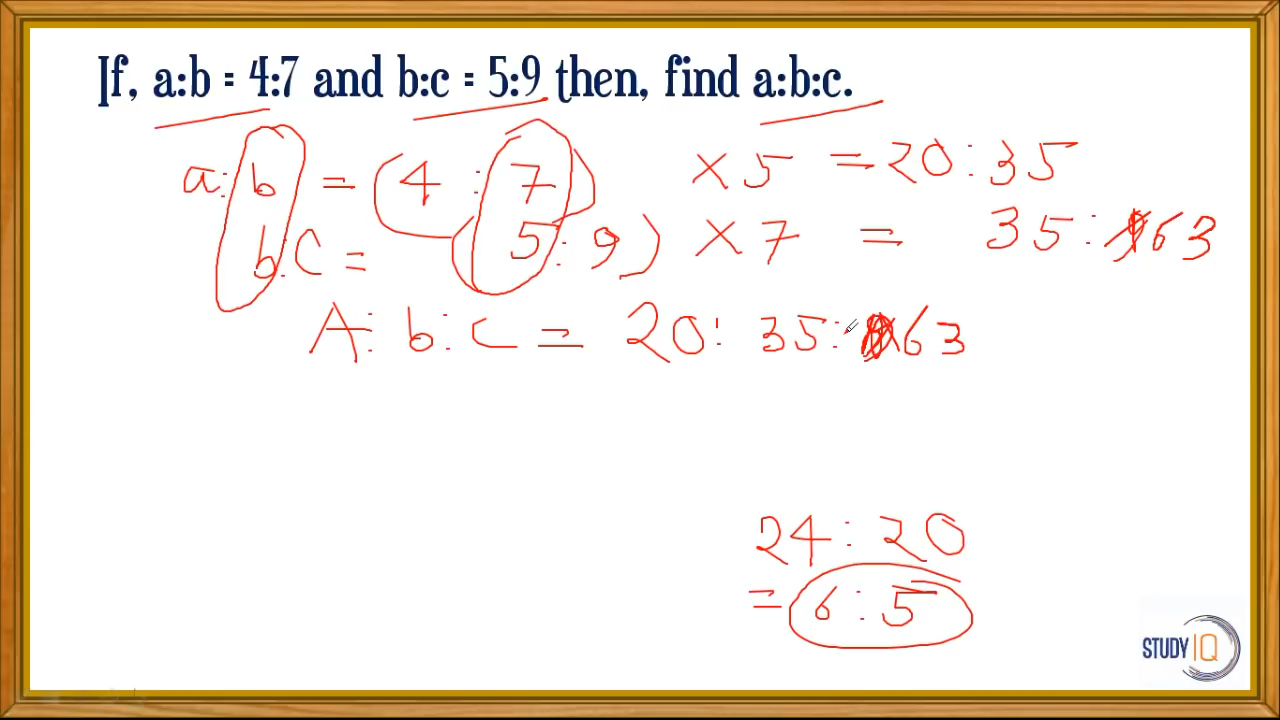 If, a:b = 4:7 and b:c = 5:9 then, find a:b:c.
a:b = (4 : 7) × 5 = 20:35
b:C = (5:9) × 7 = 35:63
A:b:C = 20:35:63
24:20
= 6:5
STUDY IQ